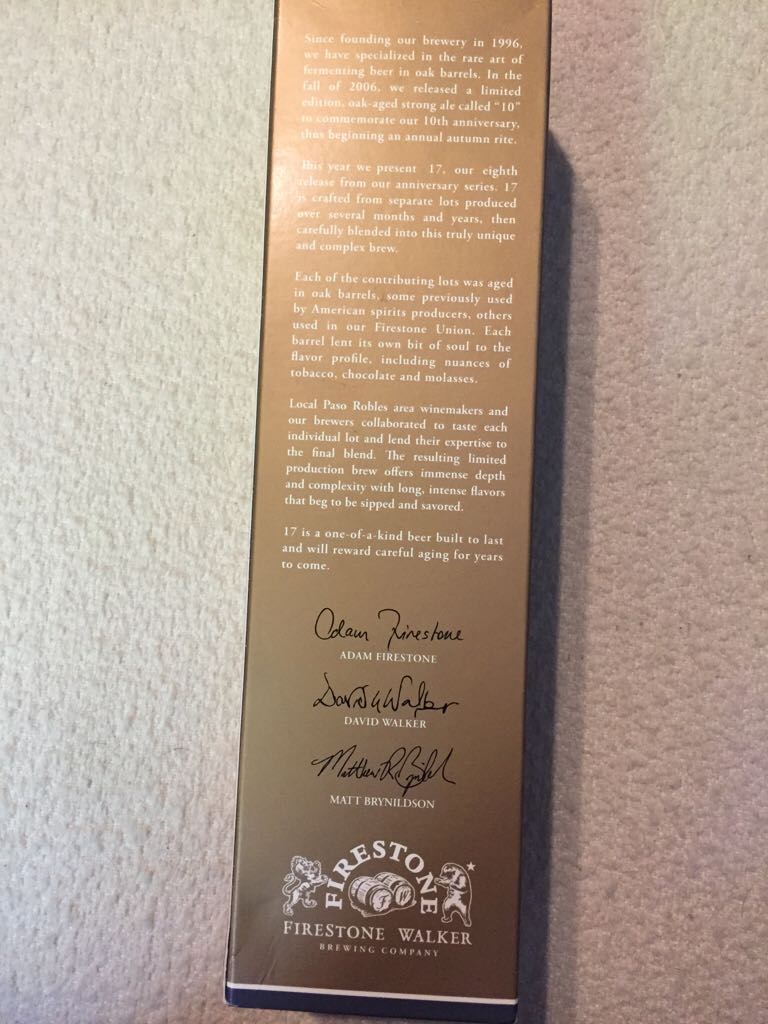 Since founding our brewery in 1996,
we have specialized in the rare art of
fermenting beer in oak barrels. In the
fall of 2006, we released a limited
edition, oak-aged strong ale called "10"
to commemorate our 10th anniversary,
thus beginning an annual autumn rite.
This year we present 17, our eighth
release from our anniversary series. 17
is crafted from separate lots produced
over several months and years, then
carefully blended into this truly unique
and complex brew.
Each of the contributing lots was aged
in oak barrels, some previously used
by American spirits producers, others
used in our Firestone Union. Each
barrel lent its own bit of soul to the
flavor profile, including nuances of
tobacco, chocolate and molasses.
Local Paso Robles area winemakers and
our brewers collaborated to taste each
individual lot and lend their expertise to
the final blend. The resulting limited
production brew offers immense depth
and complexity with long, intense flavors
that beg to be sipped and savored.
17 is a one-of-a-kind beer built to last
and will reward careful aging for years
to come.
Adam Firestone
ADAM FIRESTONE
David Walker
DAVID WALKER
Matthew R Brynildson
MATT BRYNILDSON
FIRESTONE
F W
FIRESTONE WALKER
BREWING COMPANY